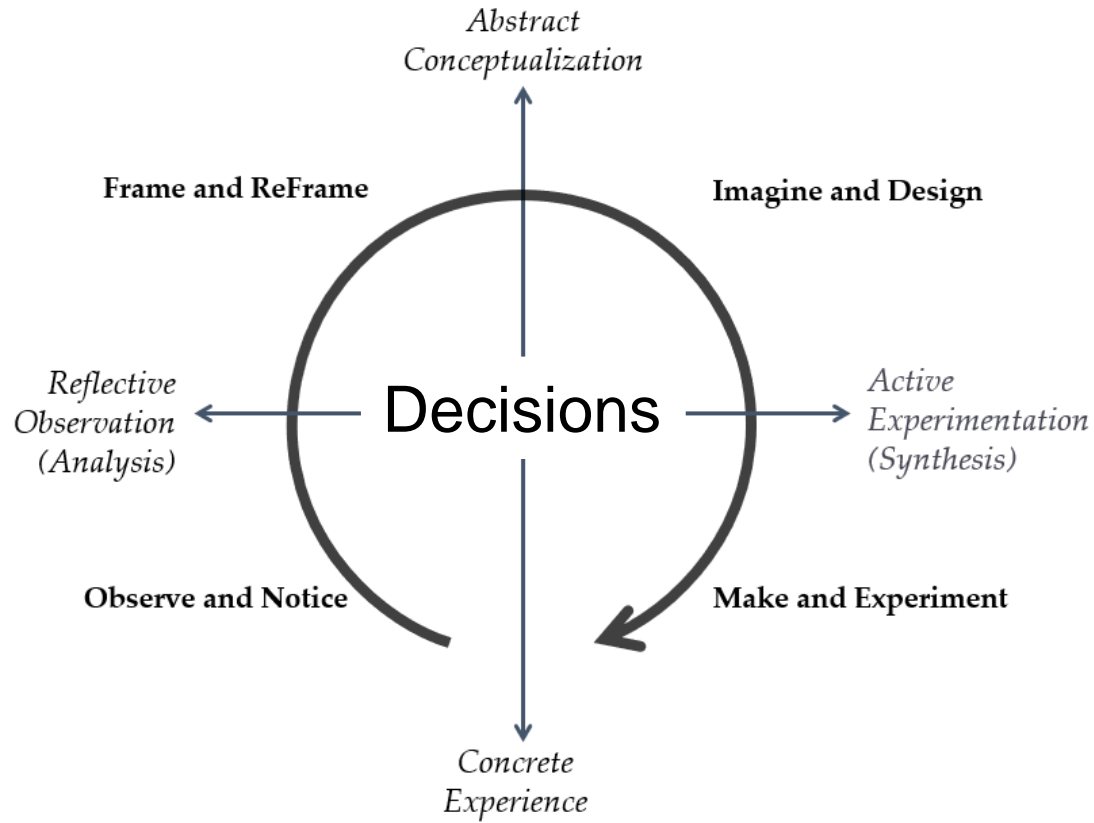 Abstract
Conceptualization
Frame and ReFrame
Imagine and Design
Reflective
Observation
(Analysis)
Decisions
Active
Experimentation
(Synthesis)
Observe and Notice
Make and Experiment
Concrete
Experience